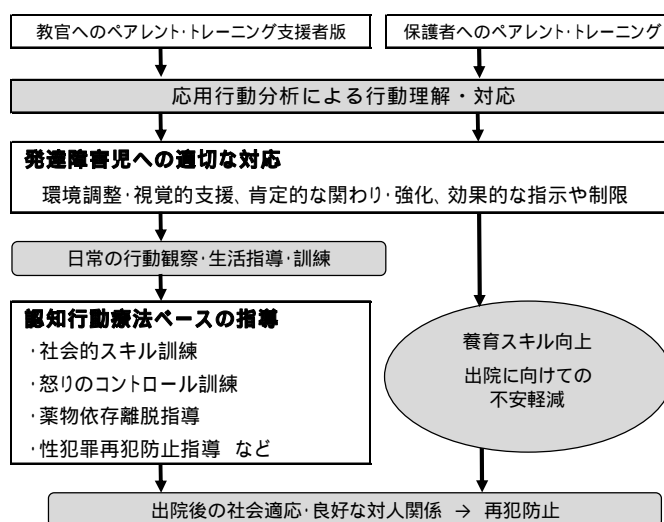 教官へのペアレント・トレーニング支援者版
保護者へのペアレント・トレーニング
応用行動分析による行動理解・対応
発達障害児への適切な対応
環境調整・視覚的支援、肯定的な関わり・強化、効果的な指示や制限
日常の行動観察・生活指導・訓練
認知行動療法ベースの指導
・社会的スキル訓練
・怒りのコントロール訓練
・薬物依存離脱指導
・性犯罪再犯防止指導 など
養育スキル向上
出院に向けての
不安軽減
出院後の社会適応・良好な対人関係 → 再犯防止